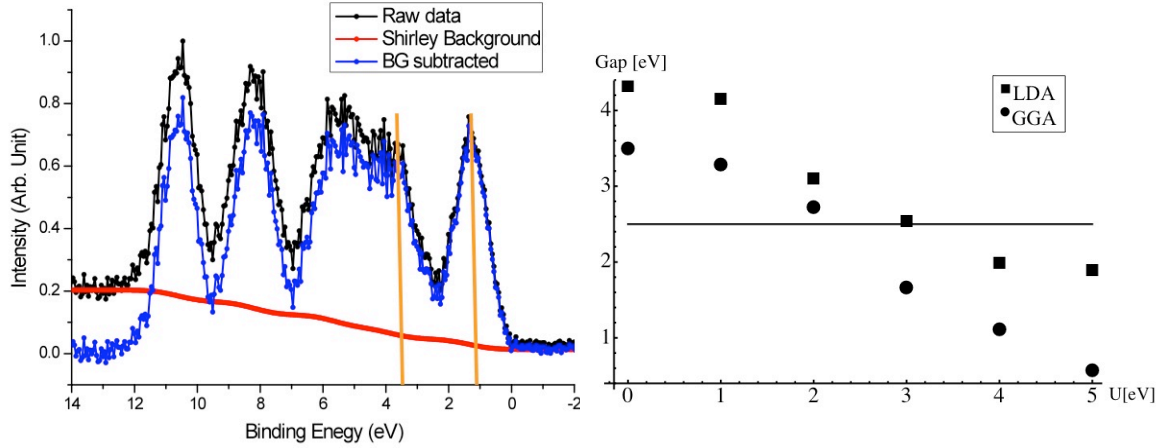 Raw data
Shirley Background
BG subtracted
1.0
0.8
0.6
0.4
0.2
0.0
Intensity (Arb. Unit)
14 12 10 8 6 4 2 0 -2
Binding Enegy (eV)
Gap [eV]
LDA
GGA
4
3
2
1
0 1 2 3 4 5 U[eV]